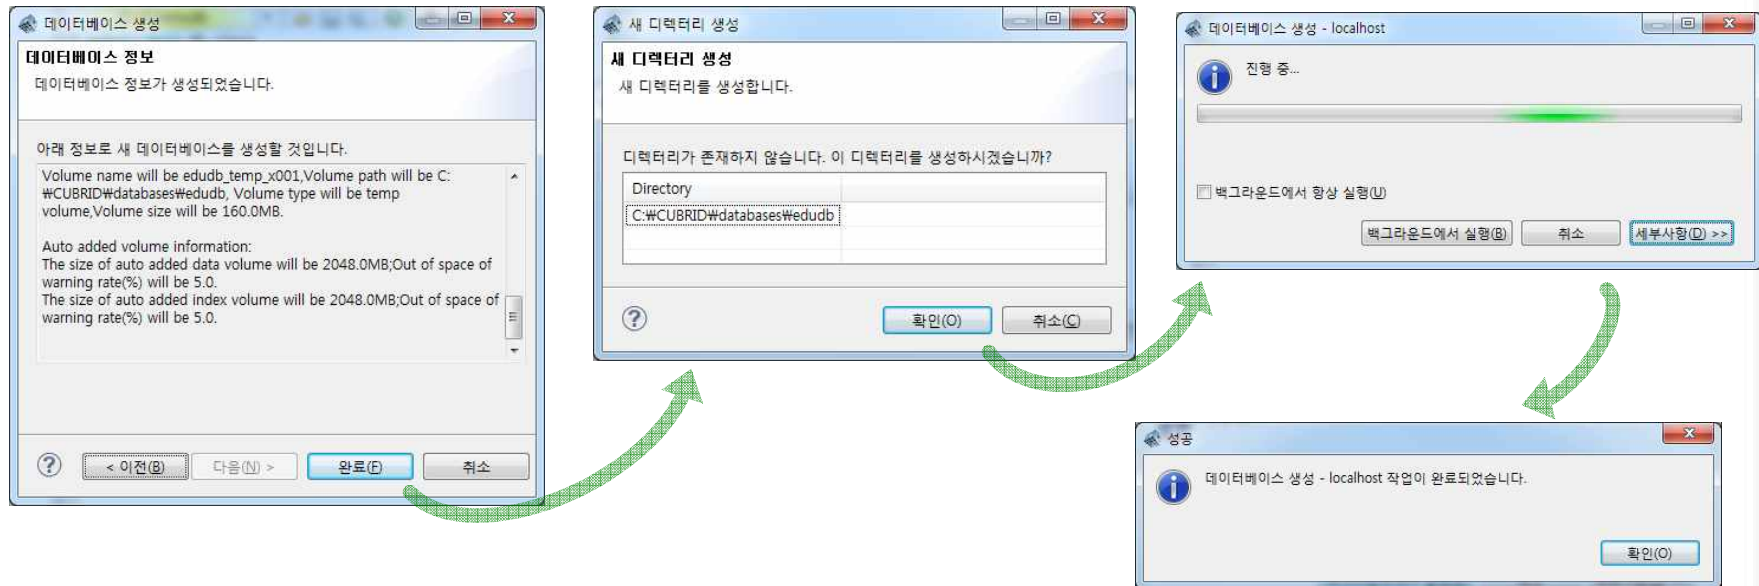 데이터베이스 생성
데이터베이스 정보
데이터베이스 정보가 생성되었습니다.
아래 정보로 새 데이터베이스를 생성할 것입니다.
Volume name will be edudb_temp_x001,Volume path will be C:
₩CUBRID₩databases₩edudb, Volume type will be temp
volume,Volume size will be 160.0MB.
Auto added volume information:
The size of auto added data volume will be 2048.0MB;Out of space of
warning rate(%) will be 5.0.
The size of auto added index volume will be 2048.0MB;Out of space of
warning rate(%) will be 5.0.
< 이전(B)
다음(N) >
완료(F)
취소
새 디렉터리 생성
새 디렉터리 생성
새 디렉터리를 생성합니다.
디렉터리가 존재하지 않습니다. 이 디렉터리를 생성하시겠습니까?
Directory
C:₩CUBRID₩databases₩edudb
확인(O)
취소(C)
데이터베이스 생성 - localhost
진행 중...
백그라운드에서 항상 실행(U)
백그라운드에서 실행(B)
취소
세부사항(D) >>
성공
데이터베이스 생성 - localhost 작업이 완료되었습니다.
확인(O)